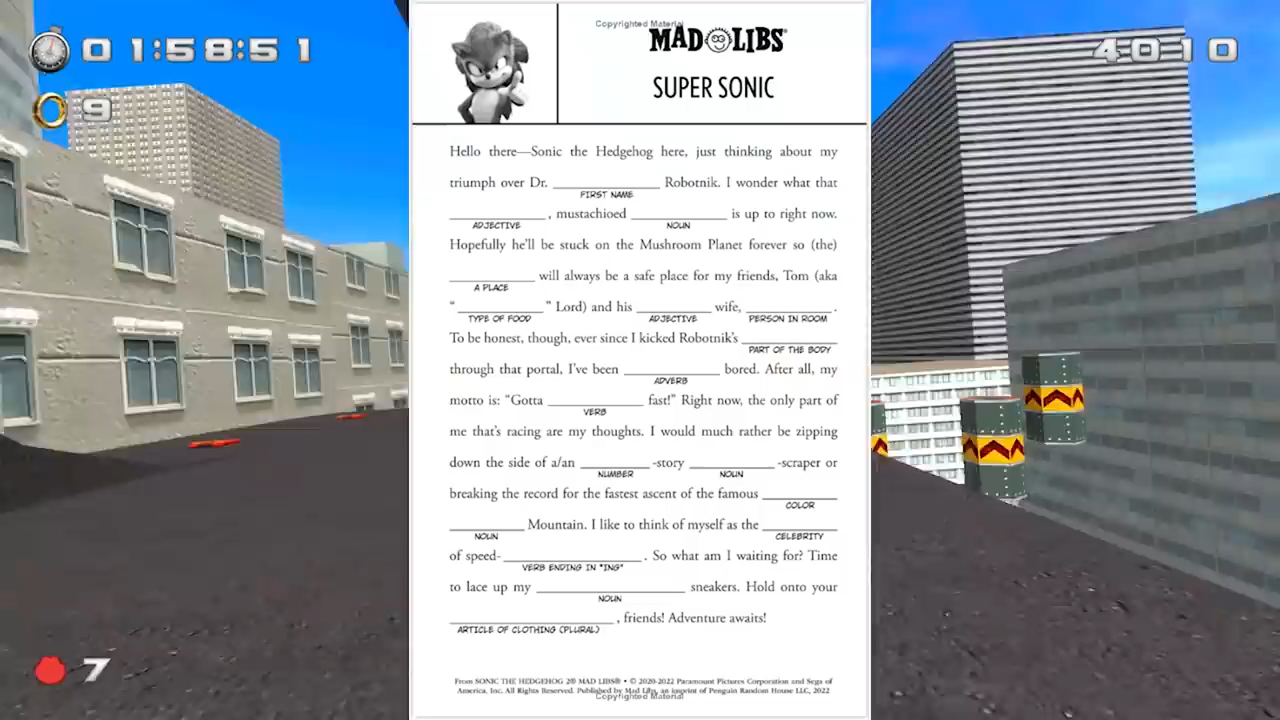 0 1:58:51
9
4010
Copyrighted Material
MAD LIBS®
SUPER SONIC
Hello there—Sonic the Hedgehog here, just thinking about my
triumph over Dr. ____________ Robotnik. I wonder what that
FIRST NAME
____________ , mustachioed ____________ is up to right now.
ADJECTIVE NOUN
Hopefully he'll be stuck on the Mushroom Planet forever so (the)
____________ will always be a safe place for my friends, Tom (aka
A PLACE
“____________” Lord) and his ____________ wife, ____________ .
TYPE OF FOOD ADJECTIVE PERSON IN ROOM
To be honest, though, ever since I kicked Robotnik's ____________
PART OF THE BODY
through that portal, I've been ____________ bored. After all, my
ADVERB
motto is: “Gotta ____________ fast!” Right now, the only part of
VERB
me that's racing are my thoughts. I would much rather be zipping
down the side of a/an ____________ -story ____________ -scraper or
NUMBER NOUN
breaking the record for the fastest ascent of the famous ____________
COLOR
____________ Mountain. I like to think of myself as the ____________
NOUN CELEBRITY
of speed-____________ . So what am I waiting for? Time
VERB ENDING IN "ING"
to lace up my ____________ sneakers. Hold onto your
NOUN
____________ , friends! Adventure awaits!
ARTICLE OF CLOTHING (PLURAL)
From SONIC THE HEDGEHOG 2® MAD LIBS® • © 2020-2022 Paramount Pictures Corporation and Sega of
America, Inc. All Rights Reserved. Published by Mad Libs, an imprint of Penguin Random House LLC, 2022
Copyrighted Material
7